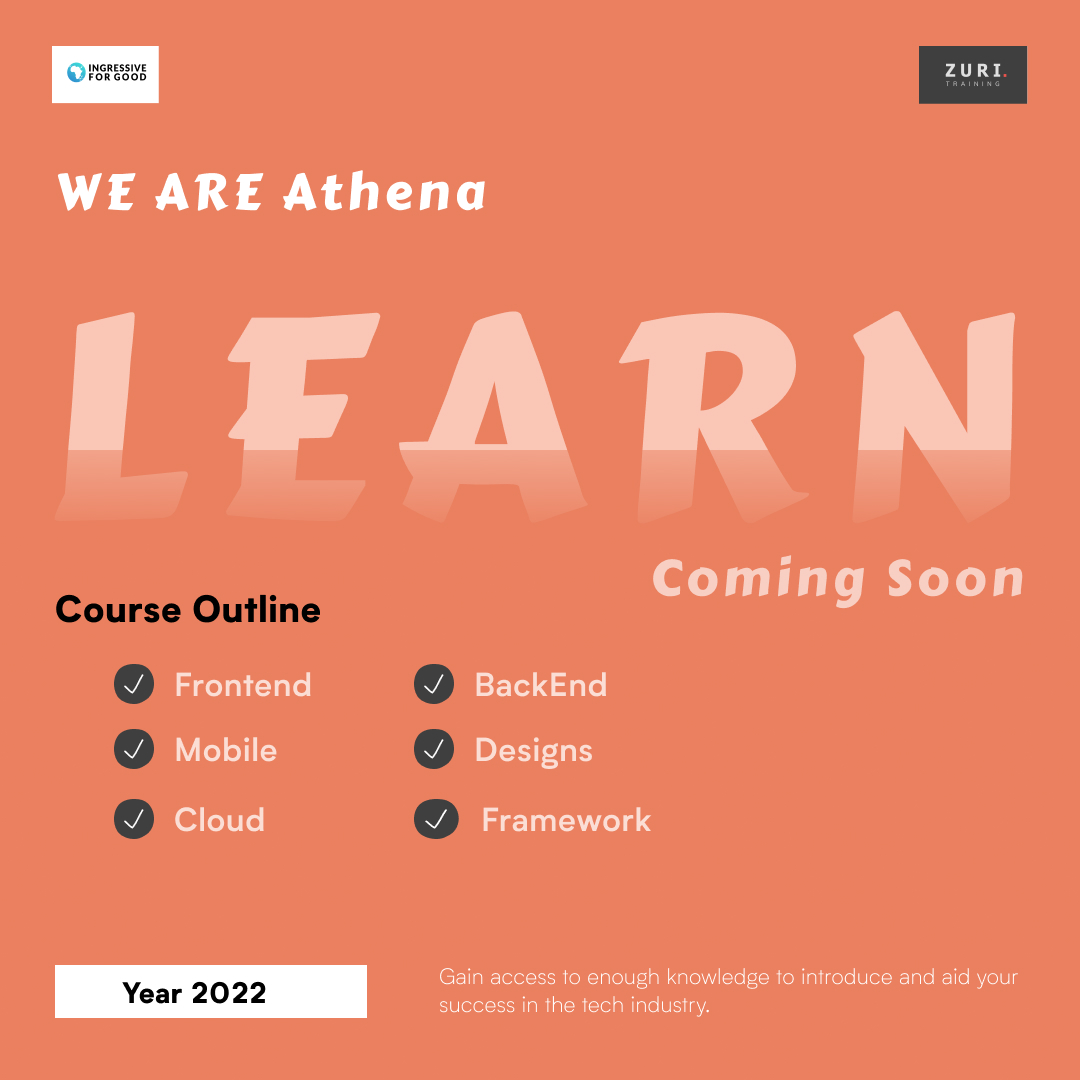 INGRESSIVE
FOR GOOD
ZURI.
TRAINING
WE ARE Athena
LEARN
Coming Soon
Course Outline
Frontend
BackEnd
Mobile
Designs
Cloud
Framework
Year 2022
Gain access to enough knowledge to introduce and aid your
success in the tech industry.